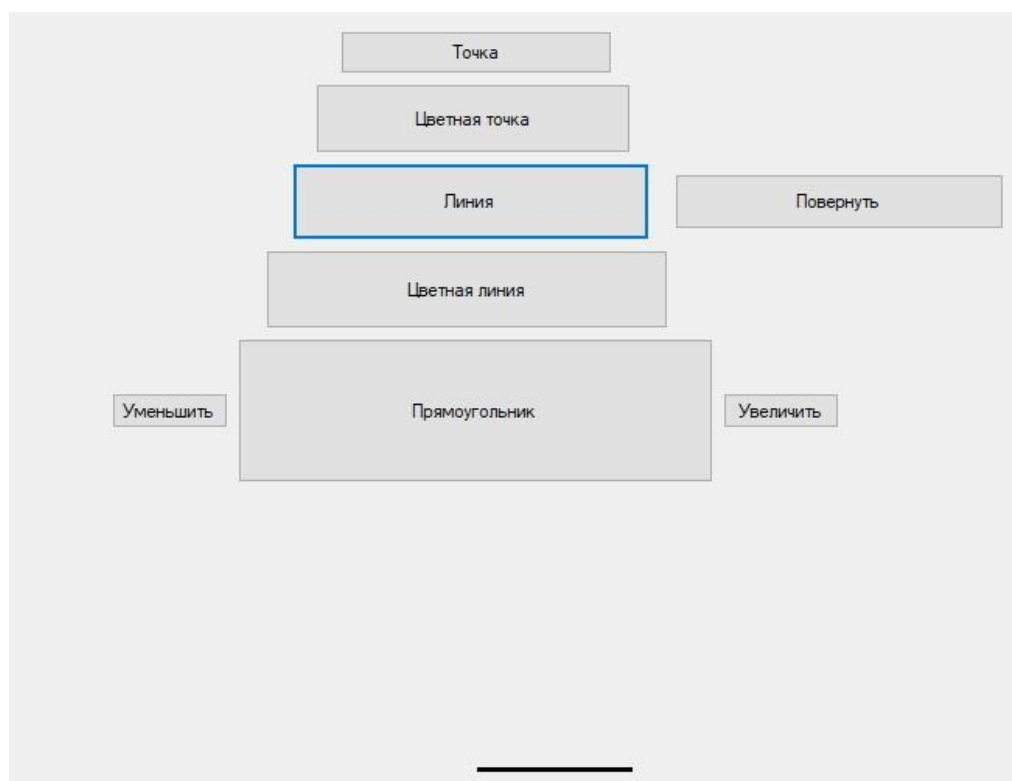 Точка
Цветная точка
Линия
Повернуть
Цветная линия
Уменьшить
Прямоугольник
Увеличить